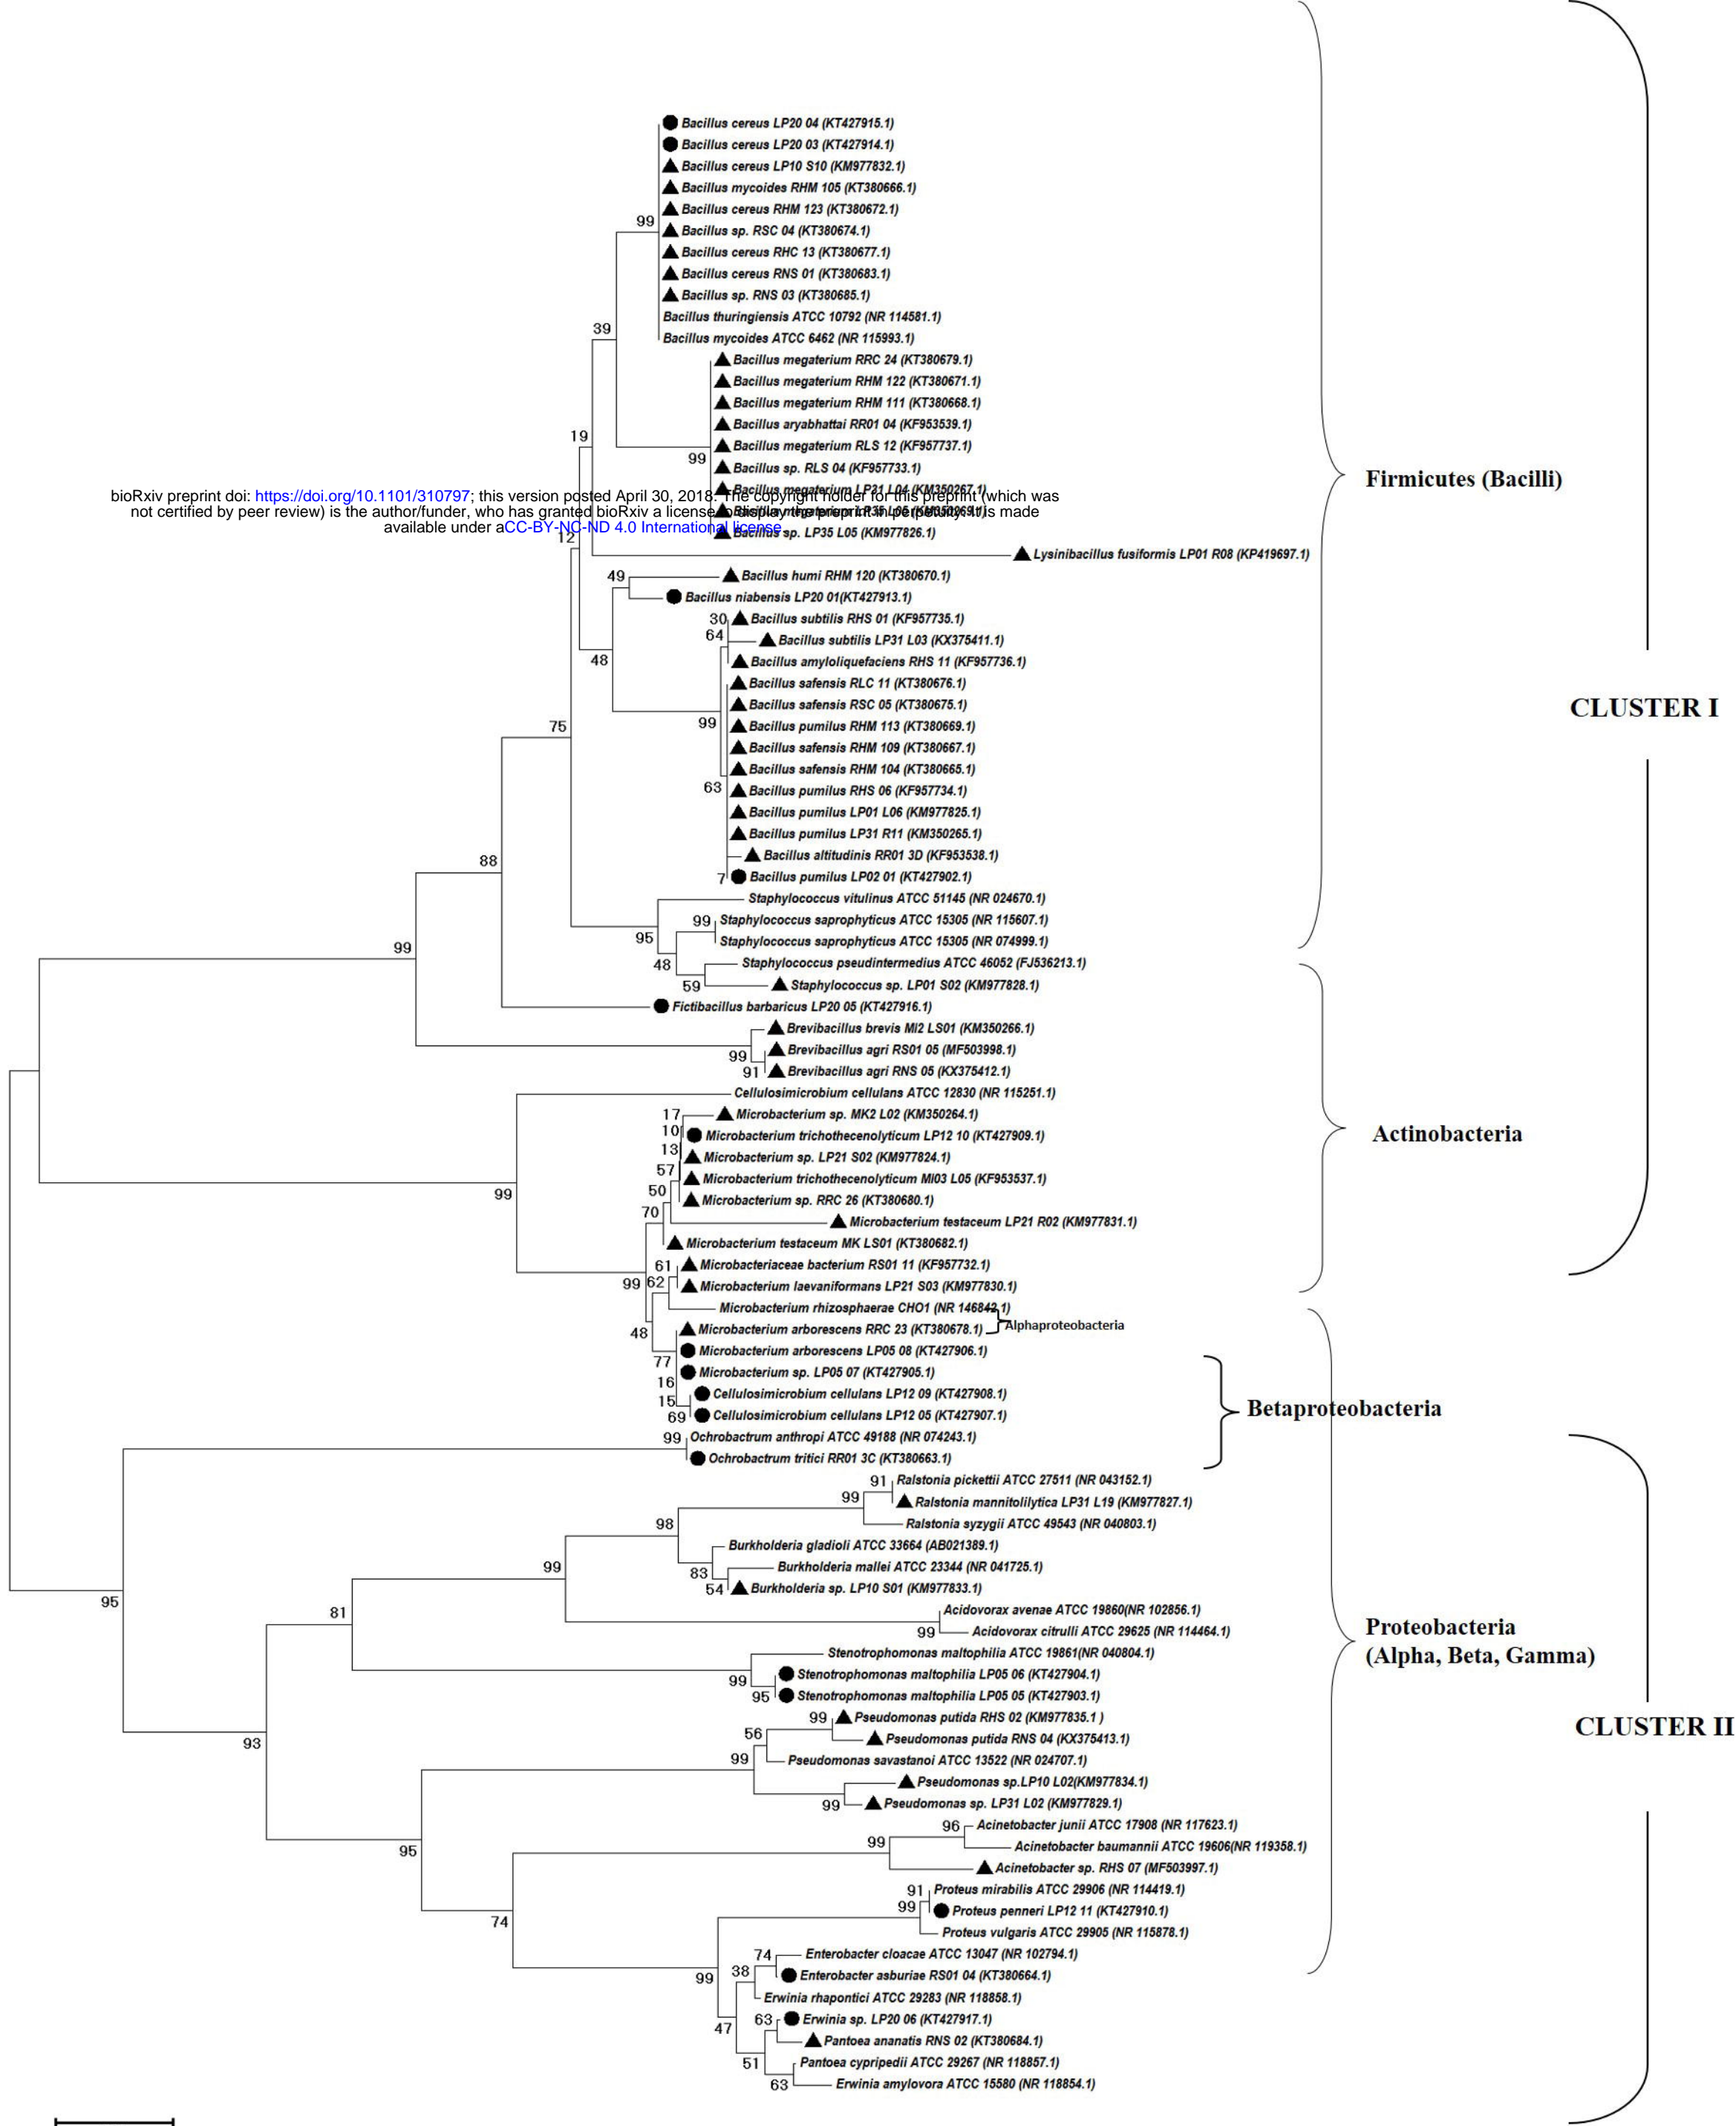 Bacillus cereus LP20 04 (KT427915.1)
Bacillus cereus LP20 03 (KT427914.1)
Bacillus cereus LP10 S10 (KM977832.1)
Bacillus mycoides RHM 105 (KT380666.1)
Bacillus cereus RHM 123 (KT380672.1)
99
Bacillus sp. RSC 04 (KT380674.1)
Bacillus cereus RHC 13 (KT380677.1)
Bacillus cereus RNS 01 (KT380683.1)
Bacillus sp. RNS 03 (KT380685.1)
Bacillus thuringiensis ATCC 10792 (NR 114581.1)
39
Bacillus mycoides ATCC 6462 (NR 115993.1)
Bacillus megaterium RRC 24 (KT380679.1)
Bacillus megaterium RHM 122 (KT380671.1)
Bacillus megaterium RHM 111 (KT380668.1)
Bacillus aryabhattai RR01 04 (KF953539.1)
19
Bacillus megaterium RLS 12 (KF957737.1)
99
Bacillus sp. RLS 04 (KF957733.1)
Firmicutes (Bacilli)
Bacillus megaterium LP31 L04 (KM350267.1)
bioRxiv preprint doi: https://doi.org/10.1101/310797; this version posted April 30, 2018. The copyright holder for this preprint (which was
not certified by peer review) is the author/funder, who has granted bioRxiv a license to display the preprint in perpetuity. It is made
Bacillus megaterium LP35 L05 (KM350269.1)
available under aCC-BY-NC-ND 4.0 International license.
Bacillus sp. LP35 L05 (KM977826.1)
12
Lysinibacillus fusiformis LP01 R08 (KP419697.1)
49
Bacillus humi RHM 120 (KT380670.1)
Bacillus niabensis LP20 01(KT427913.1)
30
Bacillus subtilis RHS 01 (KF957735.1)
64
Bacillus subtilis LP31 L03 (KX375411.1)
48
Bacillus amyloliquefaciens RHS 11 (KF957736.1)
Bacillus safensis RLC 11 (KT380676.1)
Bacillus safensis RSC 05 (KT380675.1)
CLUSTER I
99
75
Bacillus pumilus RHM 113 (KT380669.1)
Bacillus safensis RHM 109 (KT380667.1)
Bacillus safensis RHM 104 (KT380665.1)
63
Bacillus pumilus RHS 06 (KF957734.1)
Bacillus pumilus LP01 L06 (KM977825.1)
Bacillus pumilus LP31 R11 (KM350265.1)
88
Bacillus altitudinis RR01 3D (KF953538.1)
7
Bacillus pumilus LP02 01 (KT427902.1)
Staphylococcus vitulinus ATCC 51145 (NR 024670.1)
99
Staphylococcus saprophyticus ATCC 15305 (NR 115607.1)
95
Staphylococcus saprophyticus ATCC 15305 (NR 074999.1)
99
48
Staphylococcus pseudintermedius ATCC 46052 (FJ536213.1)
59
Staphylococcus sp. LP01 S02 (KM977828.1)
Fictibacillus barbaricus LP20 05 (KT427916.1)
Brevibacillus brevis MI2 LS01 (KM350266.1)
99
Brevibacillus agri RS01 05 (MF503998.1)
91
Brevibacillus agri RNS 05 (KX375412.1)
Cellulosimicrobium cellulans ATCC 12830 (NR 115251.1)
17
Microbacterium sp. MK2 L02 (KM350264.1)
10
Microbacterium trichothecenolyticum LP12 10 (KT427909.1)
Actinobacteria
13
Microbacterium sp. LP21 S02 (KM977824.1)
57
Microbacterium trichothecenolyticum MI03 L05 (KF953537.1)
99
50
Microbacterium sp. RRC 26 (KT380680.1)
70
Microbacterium testaceum LP21 R02 (KM977831.1)
Microbacterium testaceum MK LS01 (KT380682.1)
61
Microbacteriaceae bacterium RS01 11 (KF957732.1)
99
62
Microbacterium laevaniformans LP21 S03 (KM977830.1)
Microbacterium rhizosphaerae CHO1 (NR 146842.1)
Alphaproteobacteria
48
Microbacterium arborescens RRC 23 (KT380678.1)
Microbacterium arborescens LP05 08 (KT427906.1)
77
Microbacterium sp. LP05 07 (KT427905.1)
16
Cellulosimicrobium cellulans LP12 09 (KT427908.1)
15
Betaproteobacteria
69
Cellulosimicrobium cellulans LP12 05 (KT427907.1)
99
Ochrobactrum anthropi ATCC 49188 (NR 074243.1)
Ochrobactrum tritici RR01 3C (KT380663.1)
91
Ralstonia pickettii ATCC 27511 (NR 043152.1)
99
Ralstonia mannitolilytica LP31 L19 (KM977827.1)
98
Ralstonia syzygii ATCC 49543 (NR 040803.1)
Burkholderia gladioli ATCC 33664 (AB021389.1)
99
83
Burkholderia mallei ATCC 23344 (NR 041725.1)
54
Burkholderia sp. LP10 S01 (KM977833.1)
95
81
Acidovorax avenae ATCC 19860(NR 102856.1)
99
Acidovorax citrulli ATCC 29625 (NR 114464.1)
Proteobacteria
(Alpha, Beta, Gamma)
Stenotrophomonas maltophilia ATCC 19861(NR 040804.1)
99
Stenotrophomonas maltophilia LP05 06 (KT427904.1)
95
Stenotrophomonas maltophilia LP05 05 (KT427903.1)
99
Pseudomonas putida RHS 02 (KM977835.1 )
CLUSTER II
56
93
Pseudomonas putida RNS 04 (KX375413.1)
99
Pseudomonas savastanoi ATCC 13522 (NR 024707.1)
Pseudomonas sp.LP10 L02(KM977834.1)
99
Pseudomonas sp. LP31 L02 (KM977829.1)
96
Acinetobacter junii ATCC 17908 (NR 117623.1)
99
95
Acinetobacter baumannii ATCC 19606(NR 119358.1)
Acinetobacter sp. RHS 07 (MF503997.1)
91
Proteus mirabilis ATCC 29906 (NR 114419.1)
99
Proteus penneri LP12 11 (KT427910.1)
74
Proteus vulgaris ATCC 29905 (NR 115878.1)
74
Enterobacter cloacae ATCC 13047 (NR 102794.1)
99
38
Enterobacter asburiae RS01 04 (KT380664.1)
Erwinia rhapontici ATCC 29283 (NR 118858.1)
63
Erwinia sp. LP20 06 (KT427917.1)
47
Pantoea ananatis RNS 02 (KT380684.1)
51
Pantoea cypripedii ATCC 29267 (NR 118857.1)
63
Erwinia amylovora ATCC 15580 (NR 118854.1)